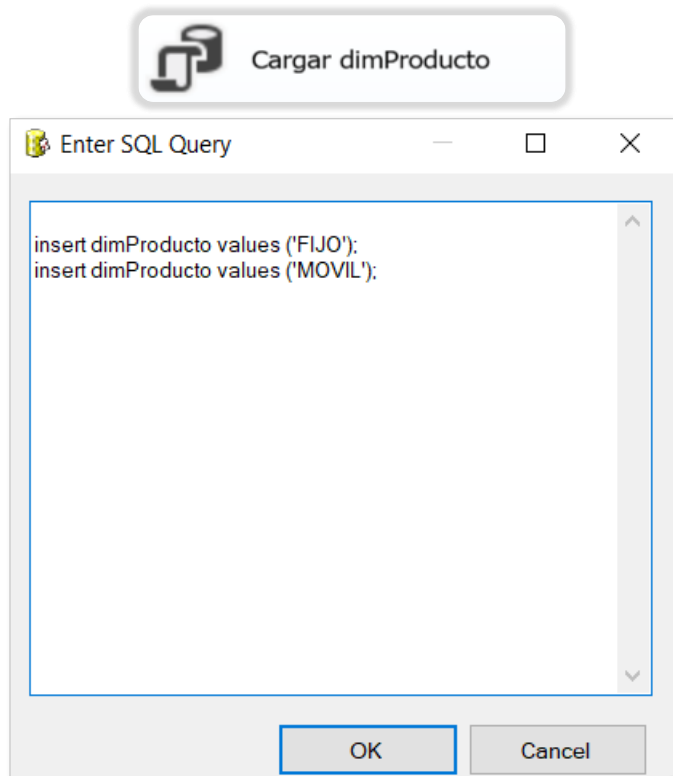 Cargar dimProducto
Enter SQL Query
insert dimProducto values ('FIJO');
insert dimProducto values ('MOVIL');
OK
Cancel